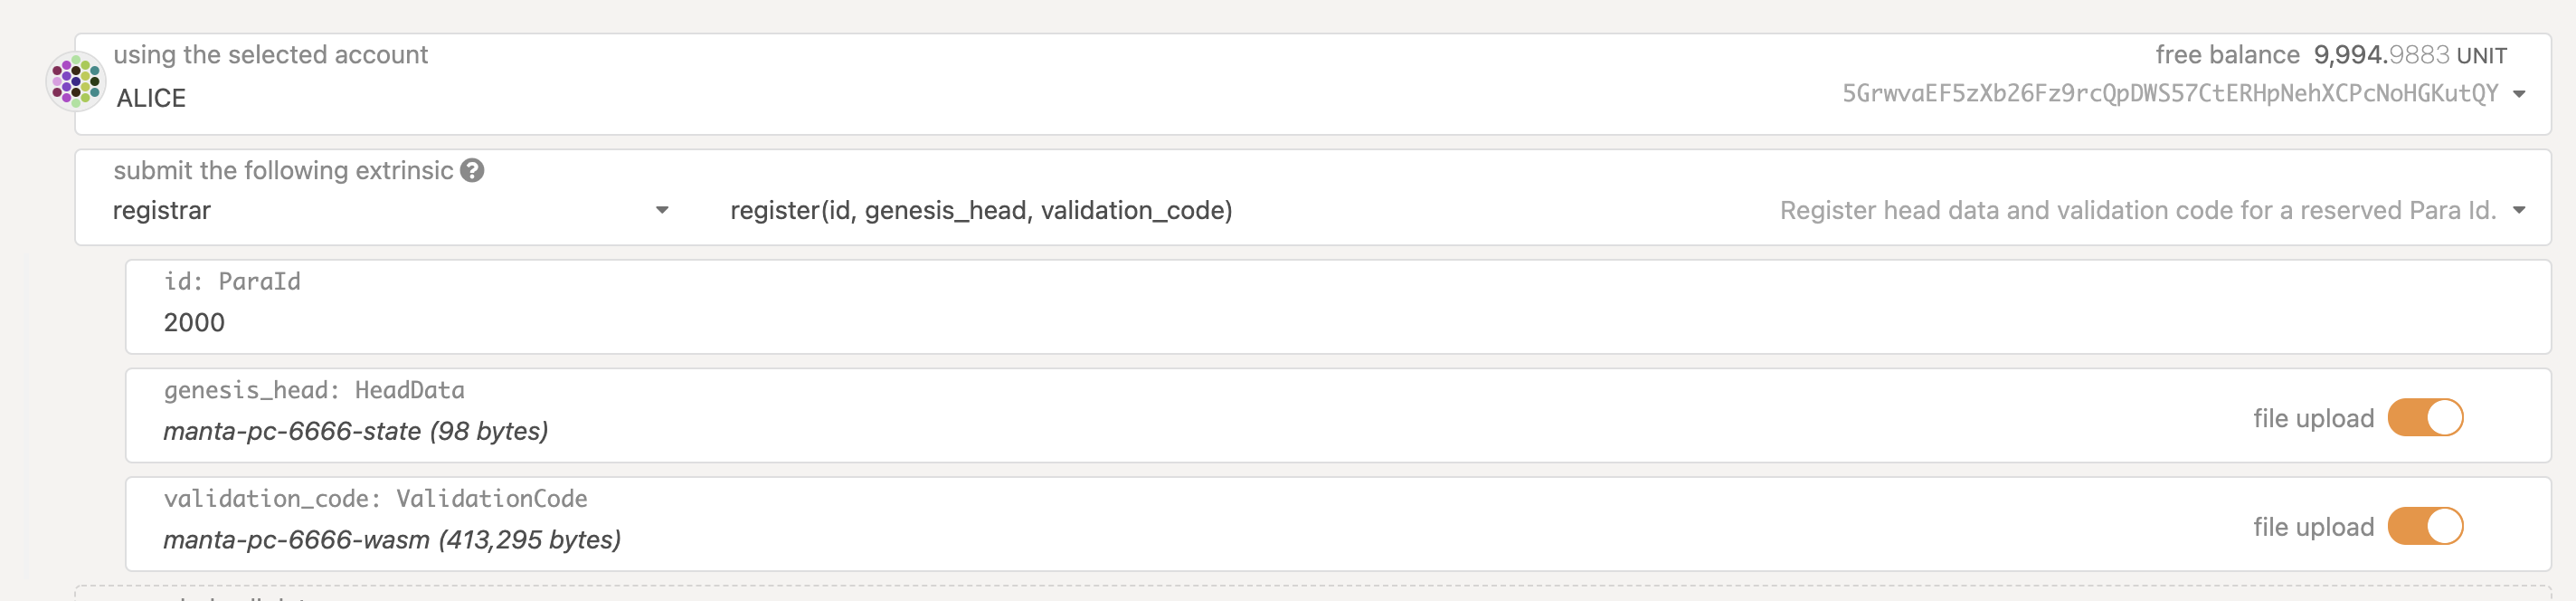 using the selected account
free balance 9,994.9883 UNIT
ALICE
5GrwvaEF5zXb26Fz9rcQpDWS57CtERHpNehXCPcNoHGKutQY
submit the following extrinsic ?
registrar
register(id, genesis_head, validation_code)
Register head data and validation code for a reserved Para Id.
id: ParaId
2000
genesis_head: HeadData
manta-pc-6666-state (98 bytes)
file upload
validation_code: ValidationCode
manta-pc-6666-wasm (413,295 bytes)
file upload